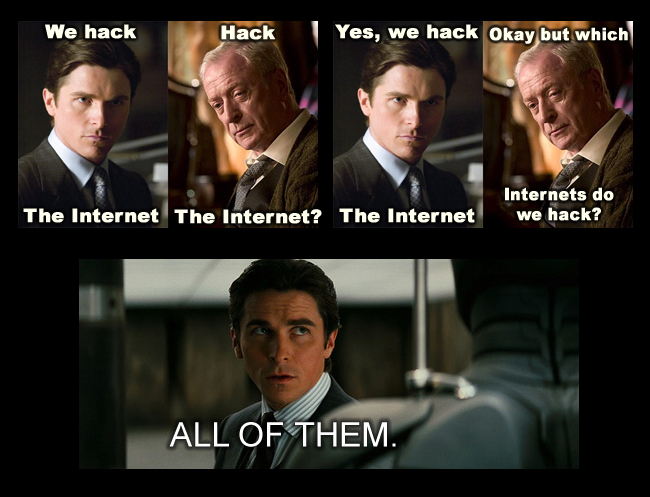 We hack
The Internet
Hack
The Internet?
Yes, we hack
The Internet
Okay but which
Internets do
we hack?
ALL OF THEM.